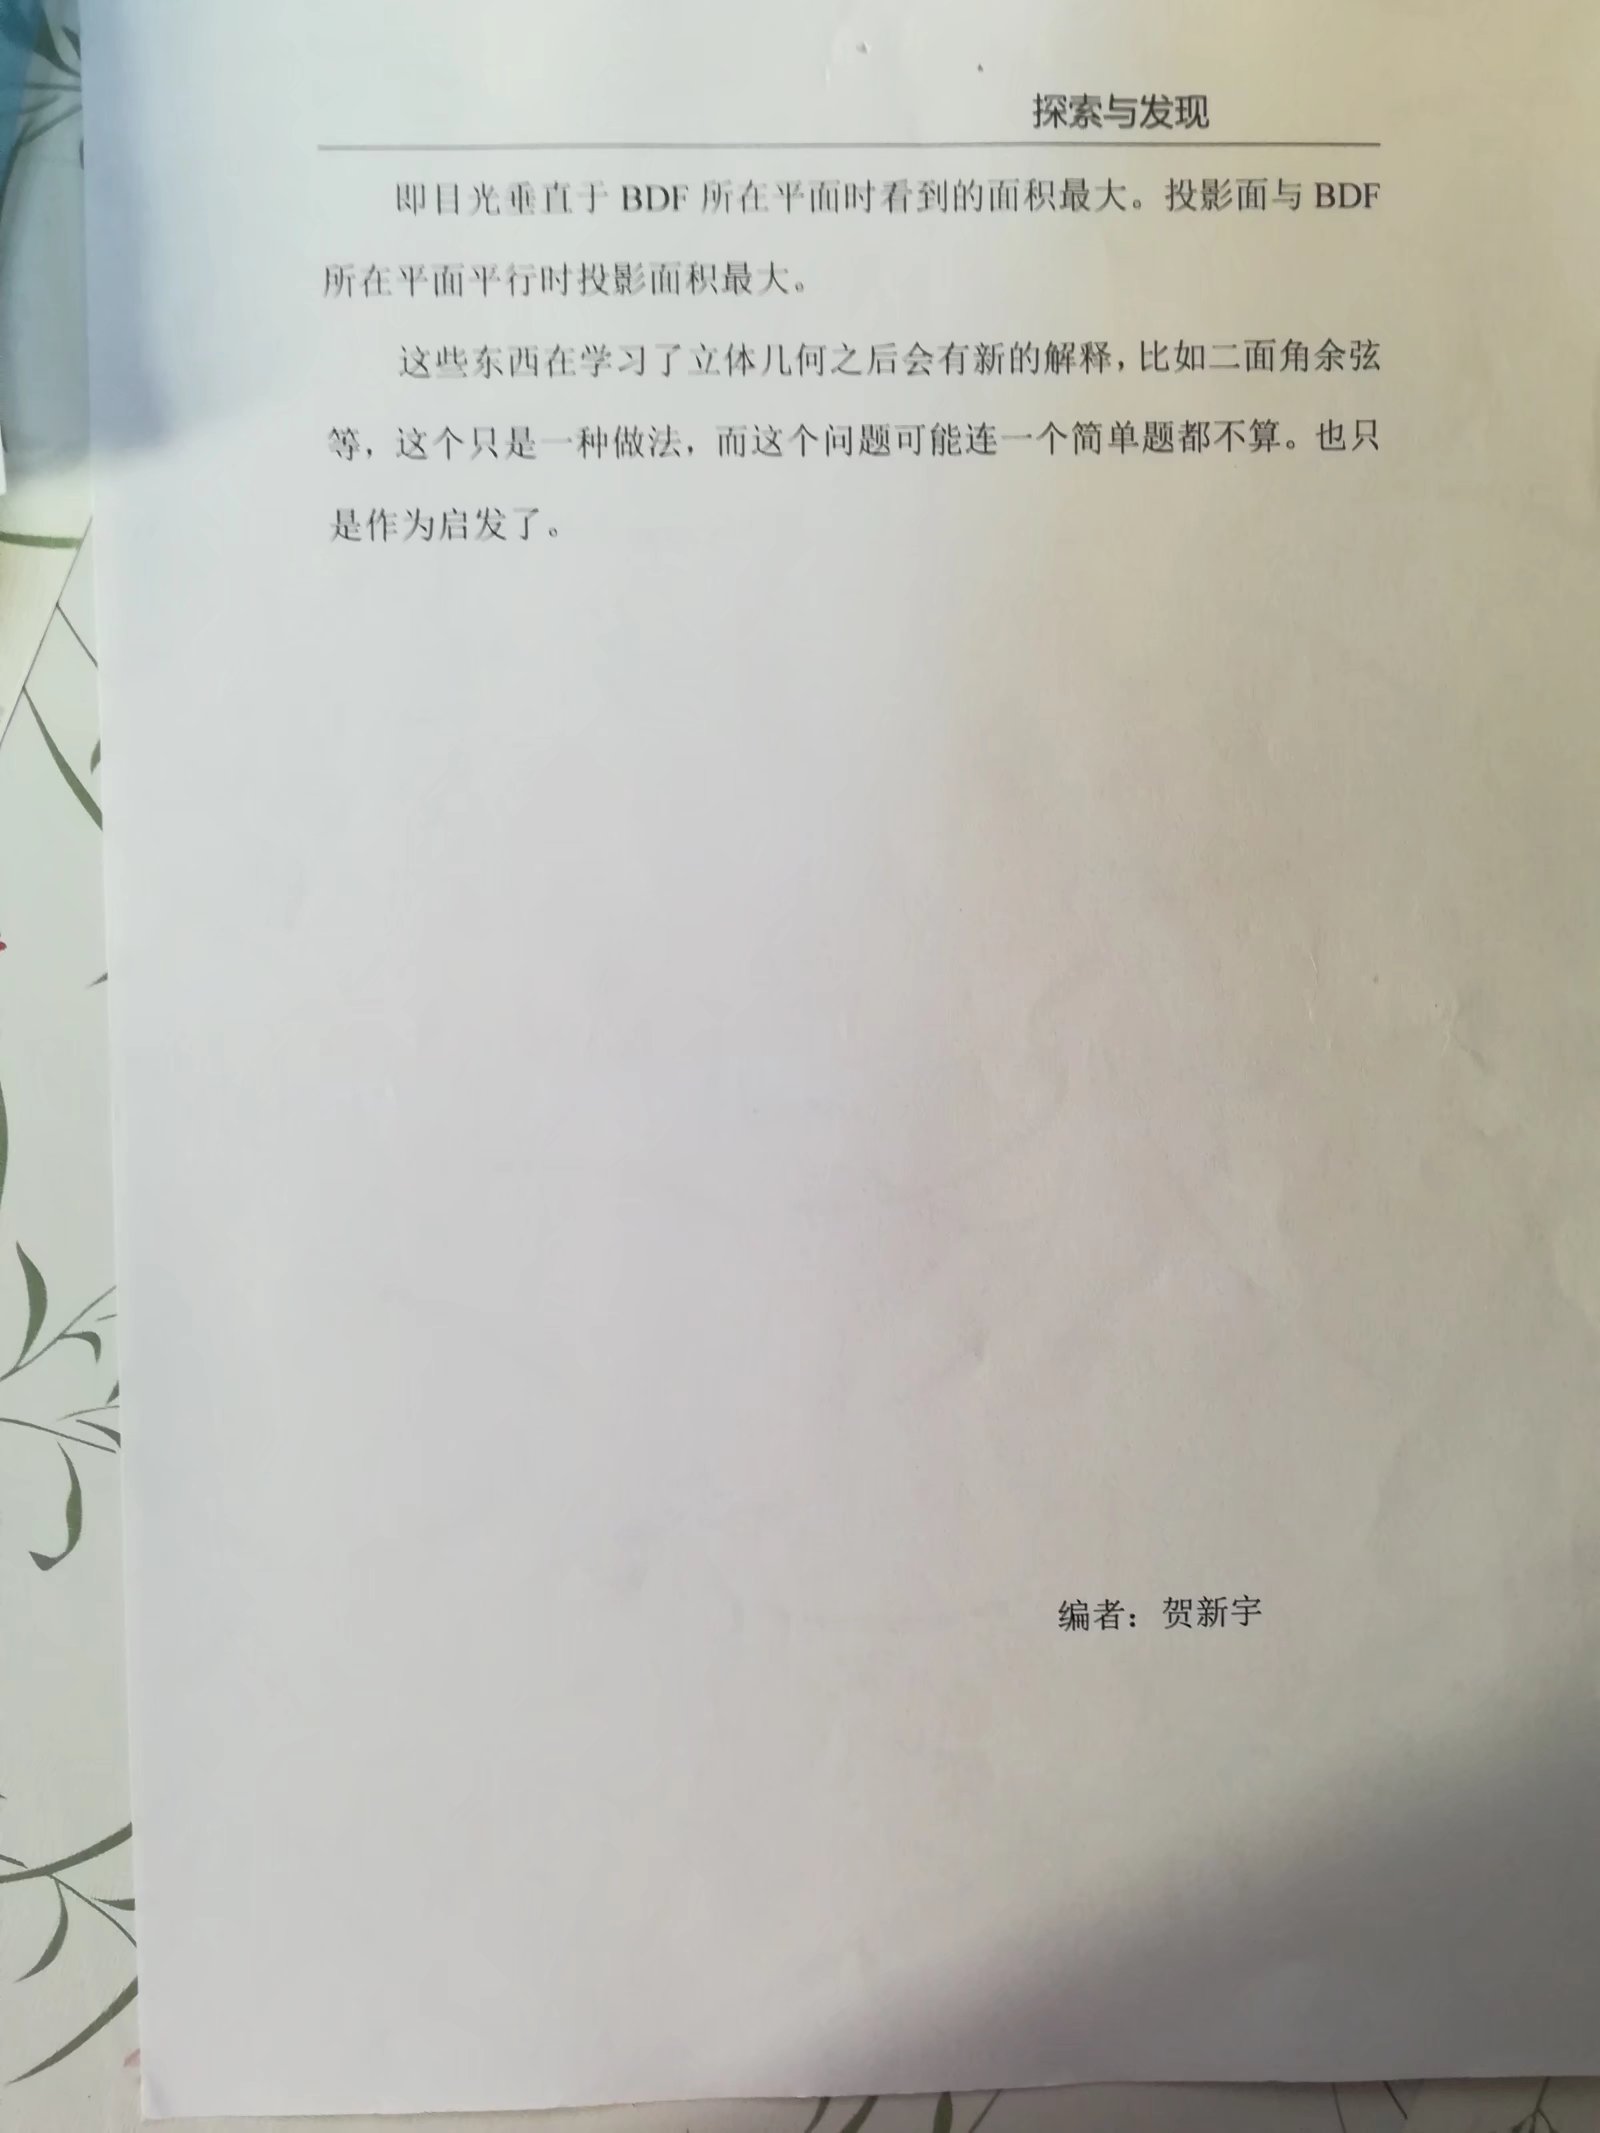 探索与发现
即目光垂直于 BDF 所在平面时看到的面积最大。投影面与 BDF
所在平面平行时投影面积最大。
这些东西在学习了立体几何之后会有新的解释，比如二面角余弦
等，这个只是一种做法，而这个问题可能连一个简单题都不算。也只
是作为启发了。
编者：贺新宇